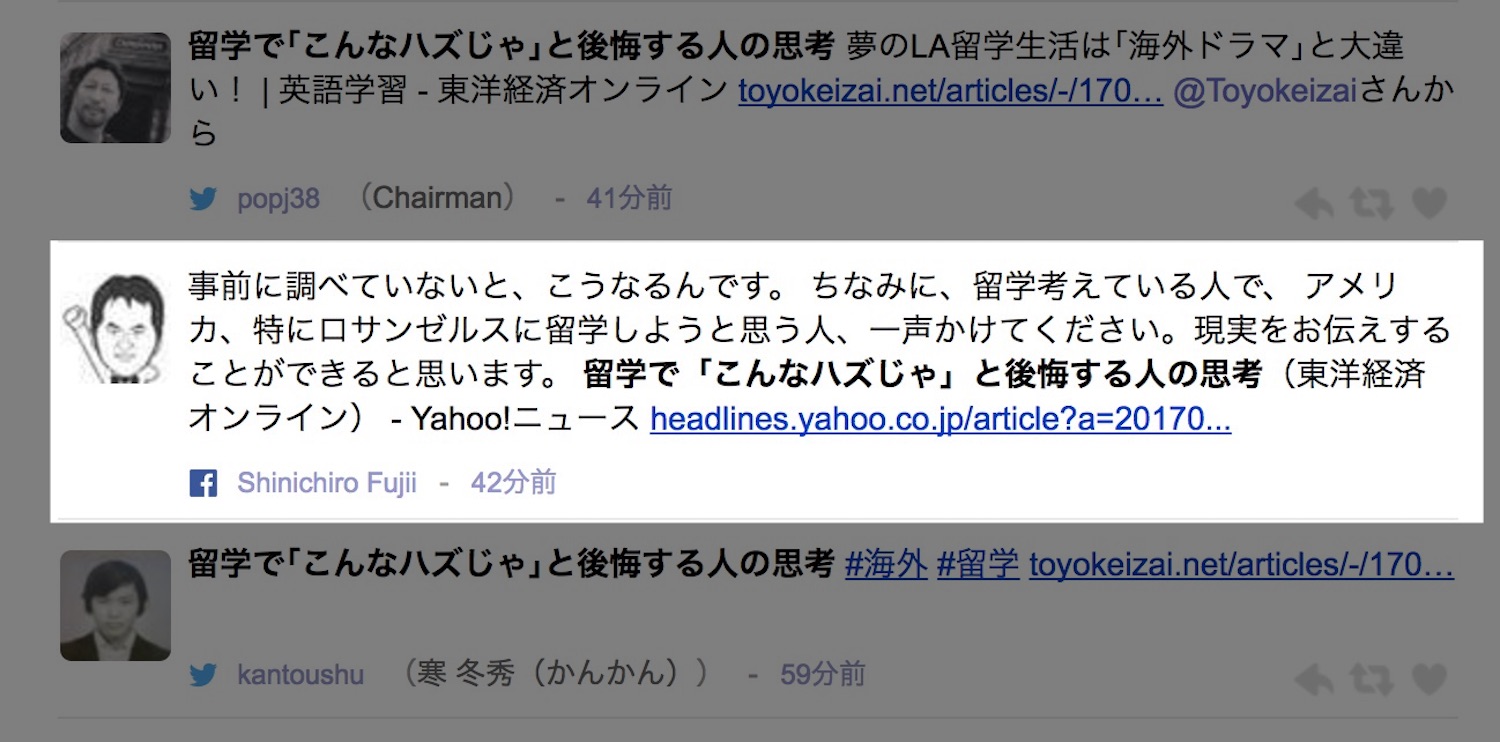 留学で「こんなハズじゃ」と後悔する人の思考 夢のLA留学生活は「海外ドラマ」と大違
い！ | 英語学習 - 東洋経済オンライン toyokeizai.net/articles/-/170… @Toyokeizaiさんか
ら
popj38 （Chairman） - 41分前
事前に調べていないと、こうなるんです。 ちなみに、留学考えている人で、 アメリ
カ、特にロサンゼルスに留学しようと思う人、一声かけてください。現実をお伝えする
ことができると思います。 留学で「こんなハズじゃ」と後悔する人の思考（東洋経済
オンライン） - Yahoo!ニュース headlines.yahoo.co.jp/article?a=20170...
Shinichiro Fujii - 42分前
留学で「こんなハズじゃ」と後悔する人の思考 #海外 #留学 toyokeizai.net/articles/-/170…
kantoushu （寒 冬秀（かんかん）） - 59分前